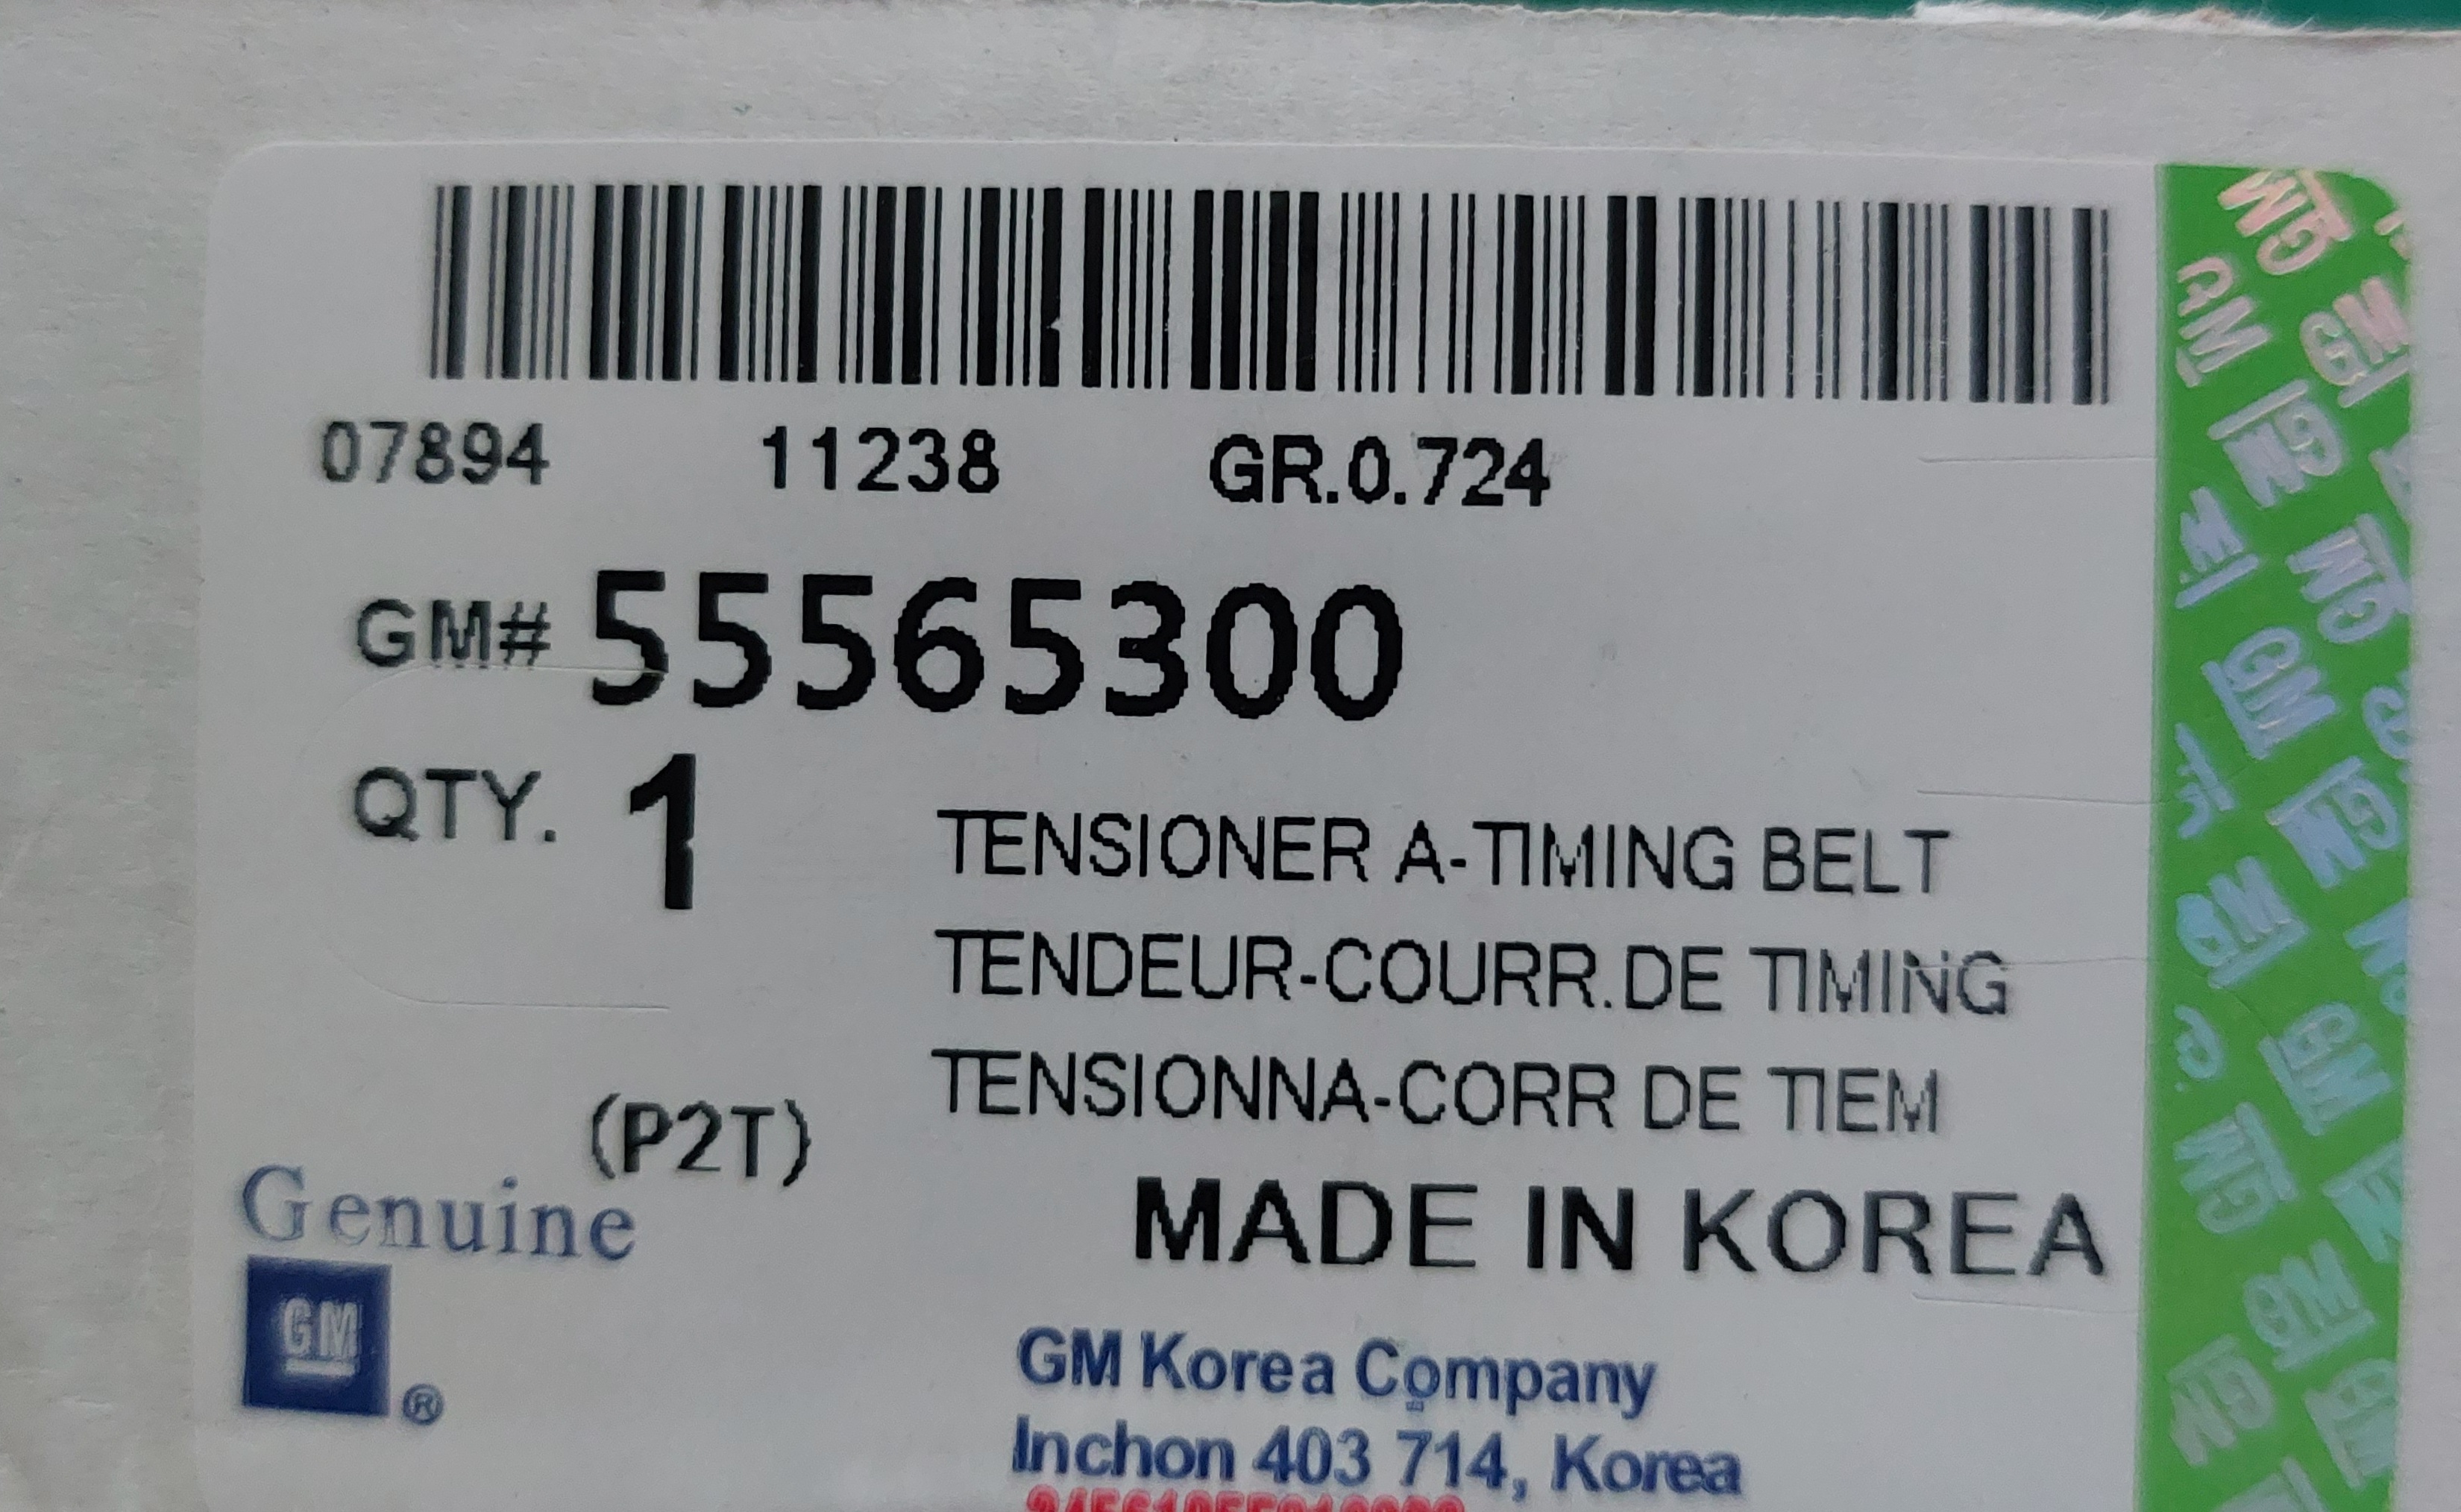 07894 11238 GR.0.724
GM# 55565300
QTY. 1
TENSIONER A-TIMING BELT
TENDEUR-COURR.DE TIMING
TENSIONNA-CORR DE TIEM
(P2T)
MADE IN KOREA
Genuine
GM ®
GM Korea Company
Inchon 403 714, Korea